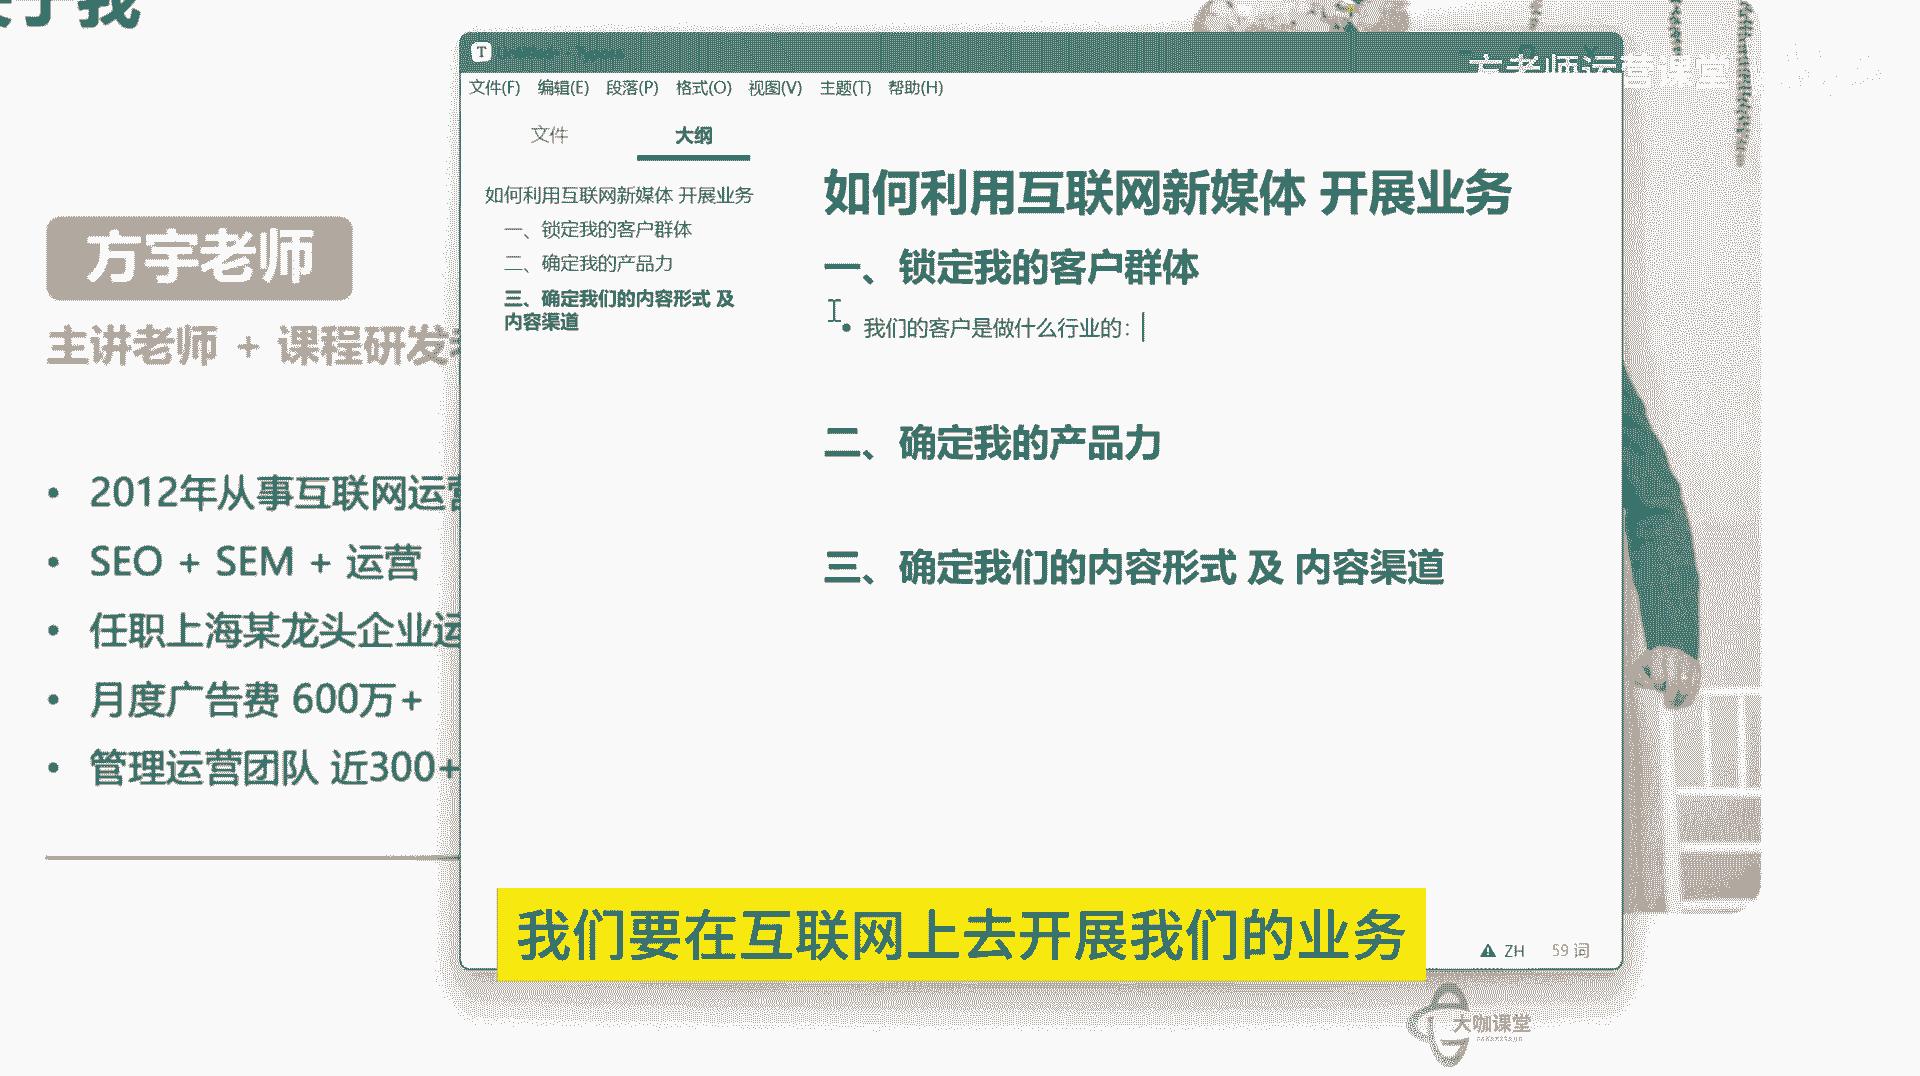 方老师运营课堂
T
文件(F) 编辑(E) 段落(P) 格式(O) 视图(V) 主题(T) 帮助(H)
文件 大纲
如何利用互联网新媒体 开展业务
一、锁定我的客户群体
二、确定我的产品力
三、确定我们的内容形式 及
内容渠道
如何利用互联网新媒体 开展业务
一、锁定我的客户群体
• 我们的客户是做什么行业的：
二、确定我的产品力
三、确定我们的内容形式 及 内容渠道
方宇老师
主讲老师 + 课程研发
• 2012年从事互联网运营
• SEO + SEM + 运营
• 任职上海某龙头企业运
• 月度广告费 600万+
• 管理运营团队 近300+
我们要在互联网上去开展我们的业务
ZH 59 词
大咖课堂